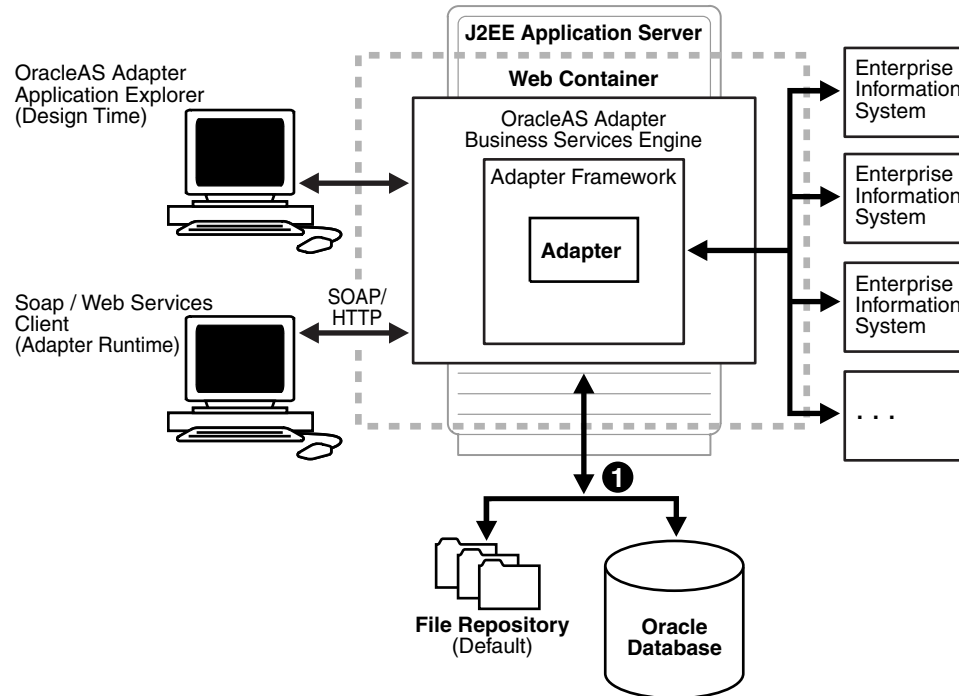 J2EE Application Server
Web Container
OracleAS Adapter
Application Explorer
(Design Time)
OracleAS Adapter
Business Services Engine
Adapter Framework
Adapter
Soap / Web Services
Client
(Adapter Runtime)
SOAP/
HTTP
Enterprise
Information
System
Enterprise
Information
System
Enterprise
Information
System
. . .
1
File Repository
(Default)
Oracle
Database